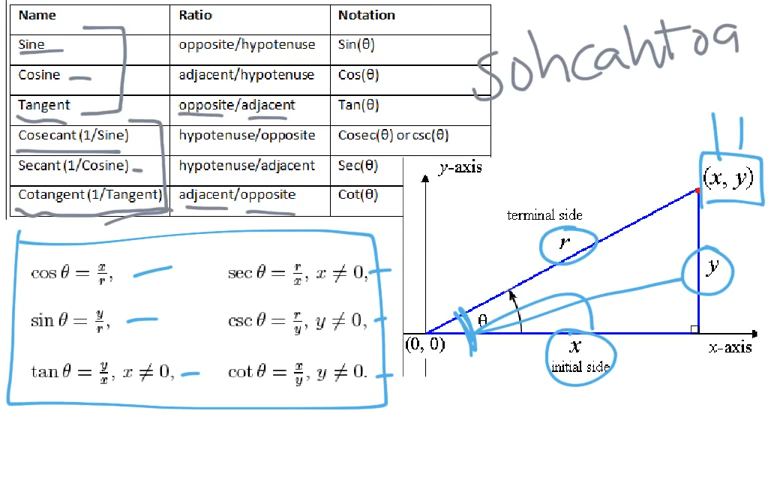 Name Ratio Notation
Sine opposite/hypotenuse Sin(θ)
Cosine adjacent/hypotenuse Cos(θ)
Tangent opposite/adjacent Tan(θ)
Cosecant (1/Sine) hypotenuse/opposite Cosec(θ) or csc(θ)
Secant (1/Cosine) hypotenuse/adjacent Sec(θ)
Cotangent (1/Tangent) adjacent/opposite Cot(θ)
Sohcahtoa
y-axis
(x, y)
terminal side
r
y
θ
(0, 0)
x
x-axis
initial side
cos θ = x/r, sec θ = r/x, x ≠ 0,
sin θ = y/r, csc θ = r/y, y ≠ 0,
tan θ = y/x, x ≠ 0, cot θ = x/y, y ≠ 0.